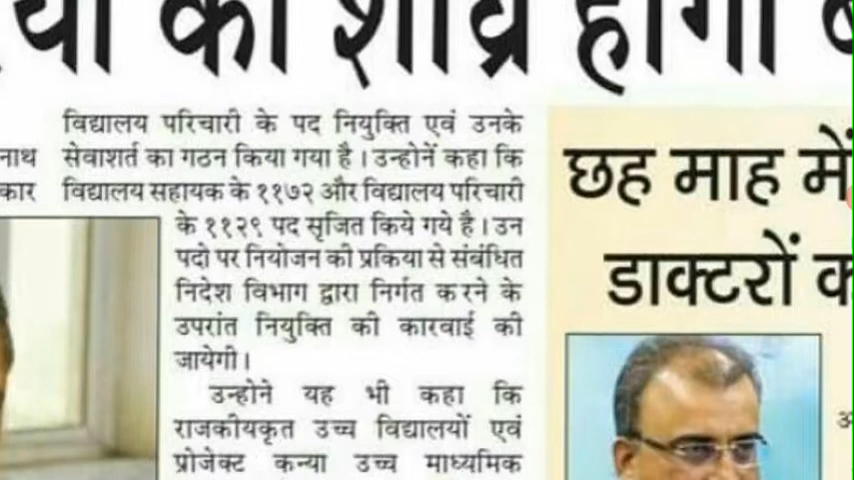 की शीघ्र होगी
विद्यालय परिचारी के पद नियुक्ति एवं उनके
सेवाशर्त का गठन किया गया है। उन्होनें कहा कि
विद्यालय सहायक के ११७२ और विद्यालय परिचारी
के ११२९ पद सृजित किये गये है। उन
पदो पर नियोजन की प्रकिया से संबंधित
निदेश विभाग द्वारा निर्गत करने के
उपरांत नियुक्ति की कारवाई की
जायेगी।
उन्होने यह भी कहा कि
राजकीयकृत उच्च विद्यालयों एवं
प्रोजेक्ट कन्या उच्च माध्यमिक
नाथ
कार
छह माह में
डाक्टरों